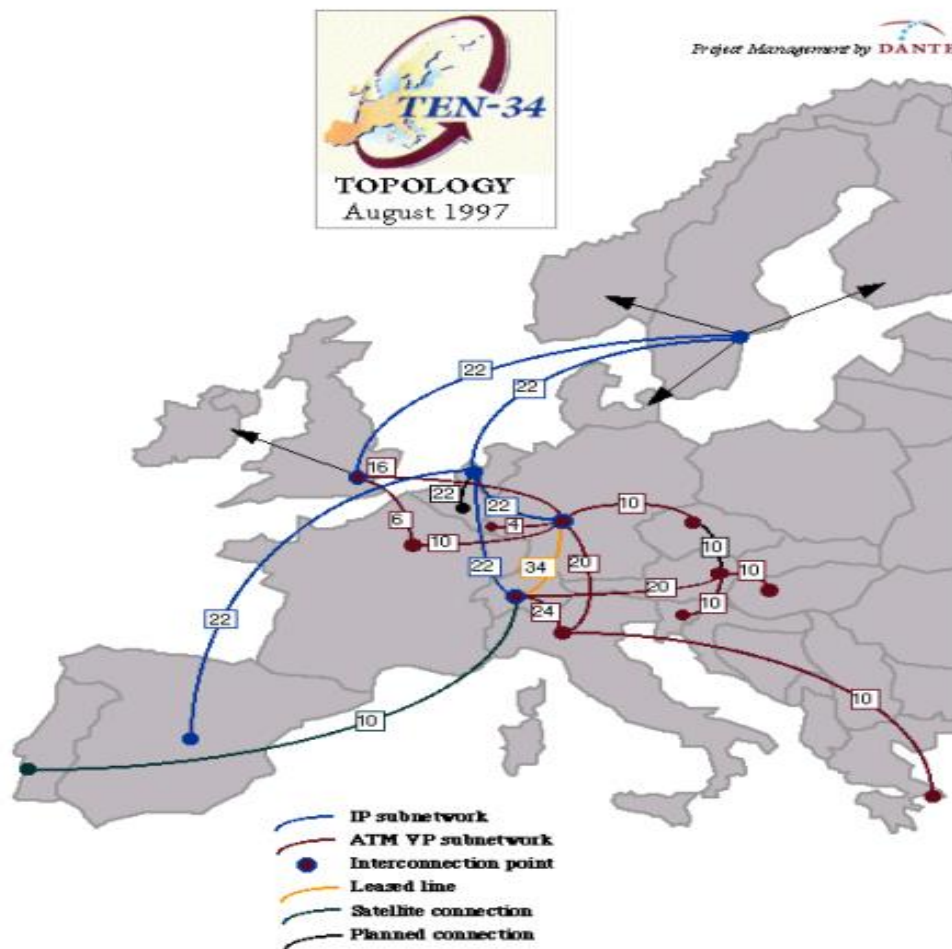 Project Management by DANTE
TEN-34
TOPOLOGY
August 1997
22
22
16
22
22
10
6
10
4
10
34
20
22
20
10
24
10
22
10
10
IP subnetwork
ATM VP subnetwork
Interconnection point
Leased line
Satellite connection
Planned connection